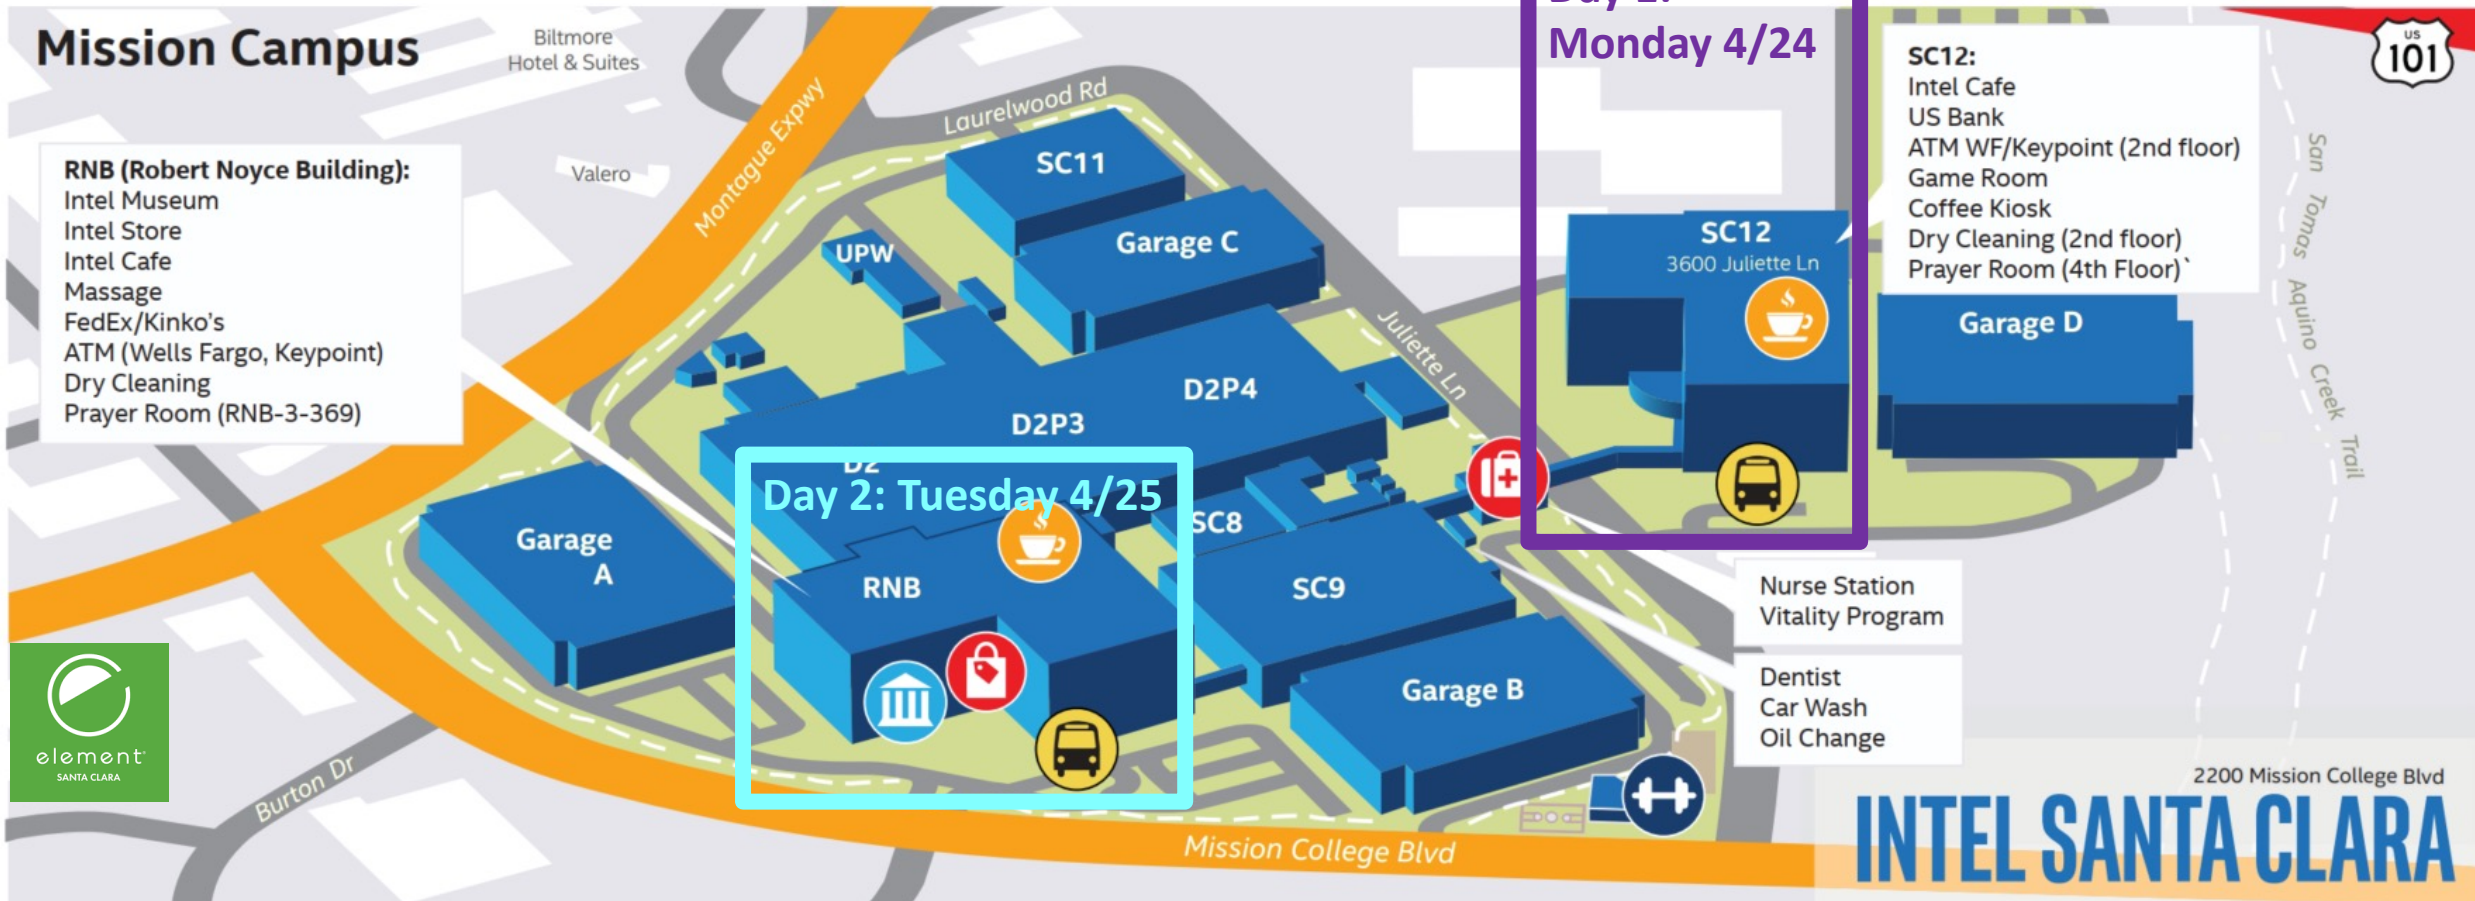 Mission Campus
Biltmore
Hotel & Suites
Day 1:
Monday 4/24
US
101
SC12:
Intel Cafe
US Bank
ATM WF/Keypoint (2nd floor)
Game Room
Coffee Kiosk
Dry Cleaning (2nd floor)
Prayer Room (4th Floor)`
RNB (Robert Noyce Building):
Intel Museum
Intel Store
Intel Cafe
Massage
FedEx/Kinko's
ATM (Wells Fargo, Keypoint)
Dry Cleaning
Prayer Room (RNB-3-369)
Valero
Montague Expwy
Laurelwood Rd
SC11
Garage C
UPW
SC12
3600 Juliette Ln
Garage D
San Tomas Aquino Creek Trail
Juliette Ln
D2P4
D2P3
D2
Day 2: Tuesday 4/25
Garage
A
RNB
SC8
SC9
Garage B
Nurse Station
Vitality Program
Dentist
Car Wash
Oil Change
element
SANTA CLARA
Burton Dr
Mission College Blvd
2200 Mission College Blvd
INTEL SANTA CLARA